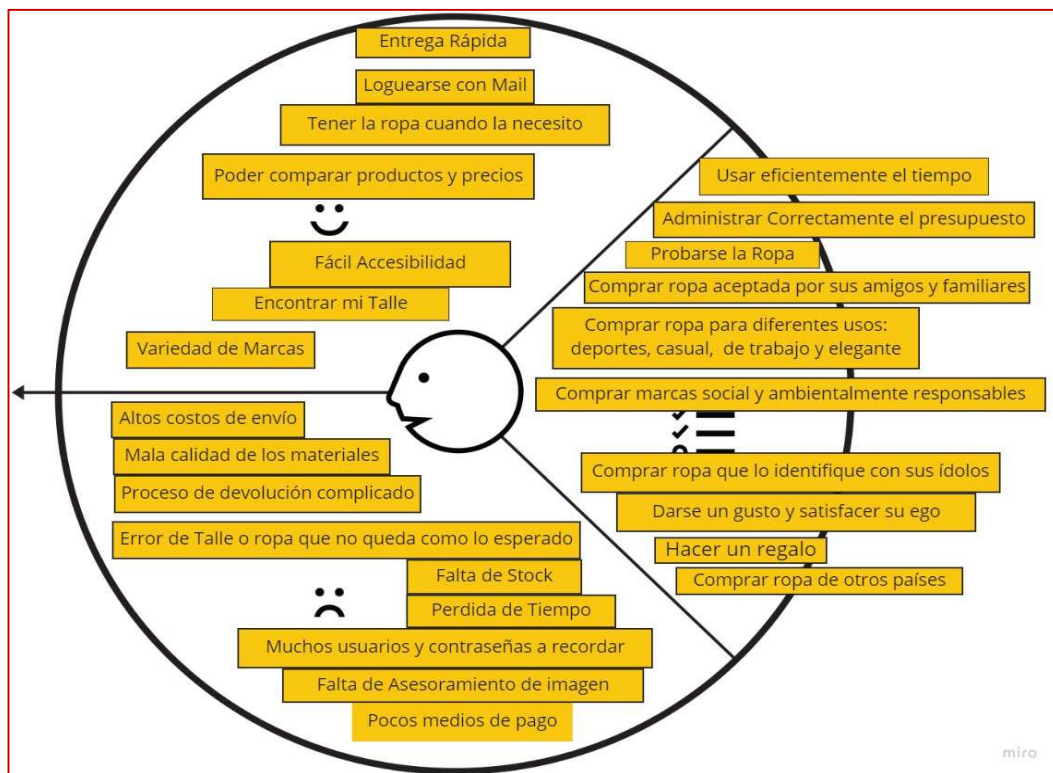 Entrega Rápida
Loguearse con Mail
Tener la ropa cuando la necesito
Poder comparar productos y precios
Fácil Accesibilidad
Encontrar mi Talle
Variedad de Marcas
Usar eficientemente el tiempo
Administrar Correctamente el presupuesto
Probarse la Ropa
Comprar ropa aceptada por sus amigos y familiares
Comprar ropa para diferentes usos:
deportes, casual, de trabajo y elegante
Comprar marcas social y ambientalmente responsables
Comprar ropa que lo identifique con sus ídolos
Darse un gusto y satisfacer su ego
Hacer un regalo
Comprar ropa de otros países
Altos costos de envío
Mala calidad de los materiales
Proceso de devolución complicado
Error de Talle o ropa que no queda como lo esperado
Falta de Stock
Perdida de Tiempo
Muchos usuarios y contraseñas a recordar
Falta de Asesoramiento de imagen
Pocos medios de pago
miro